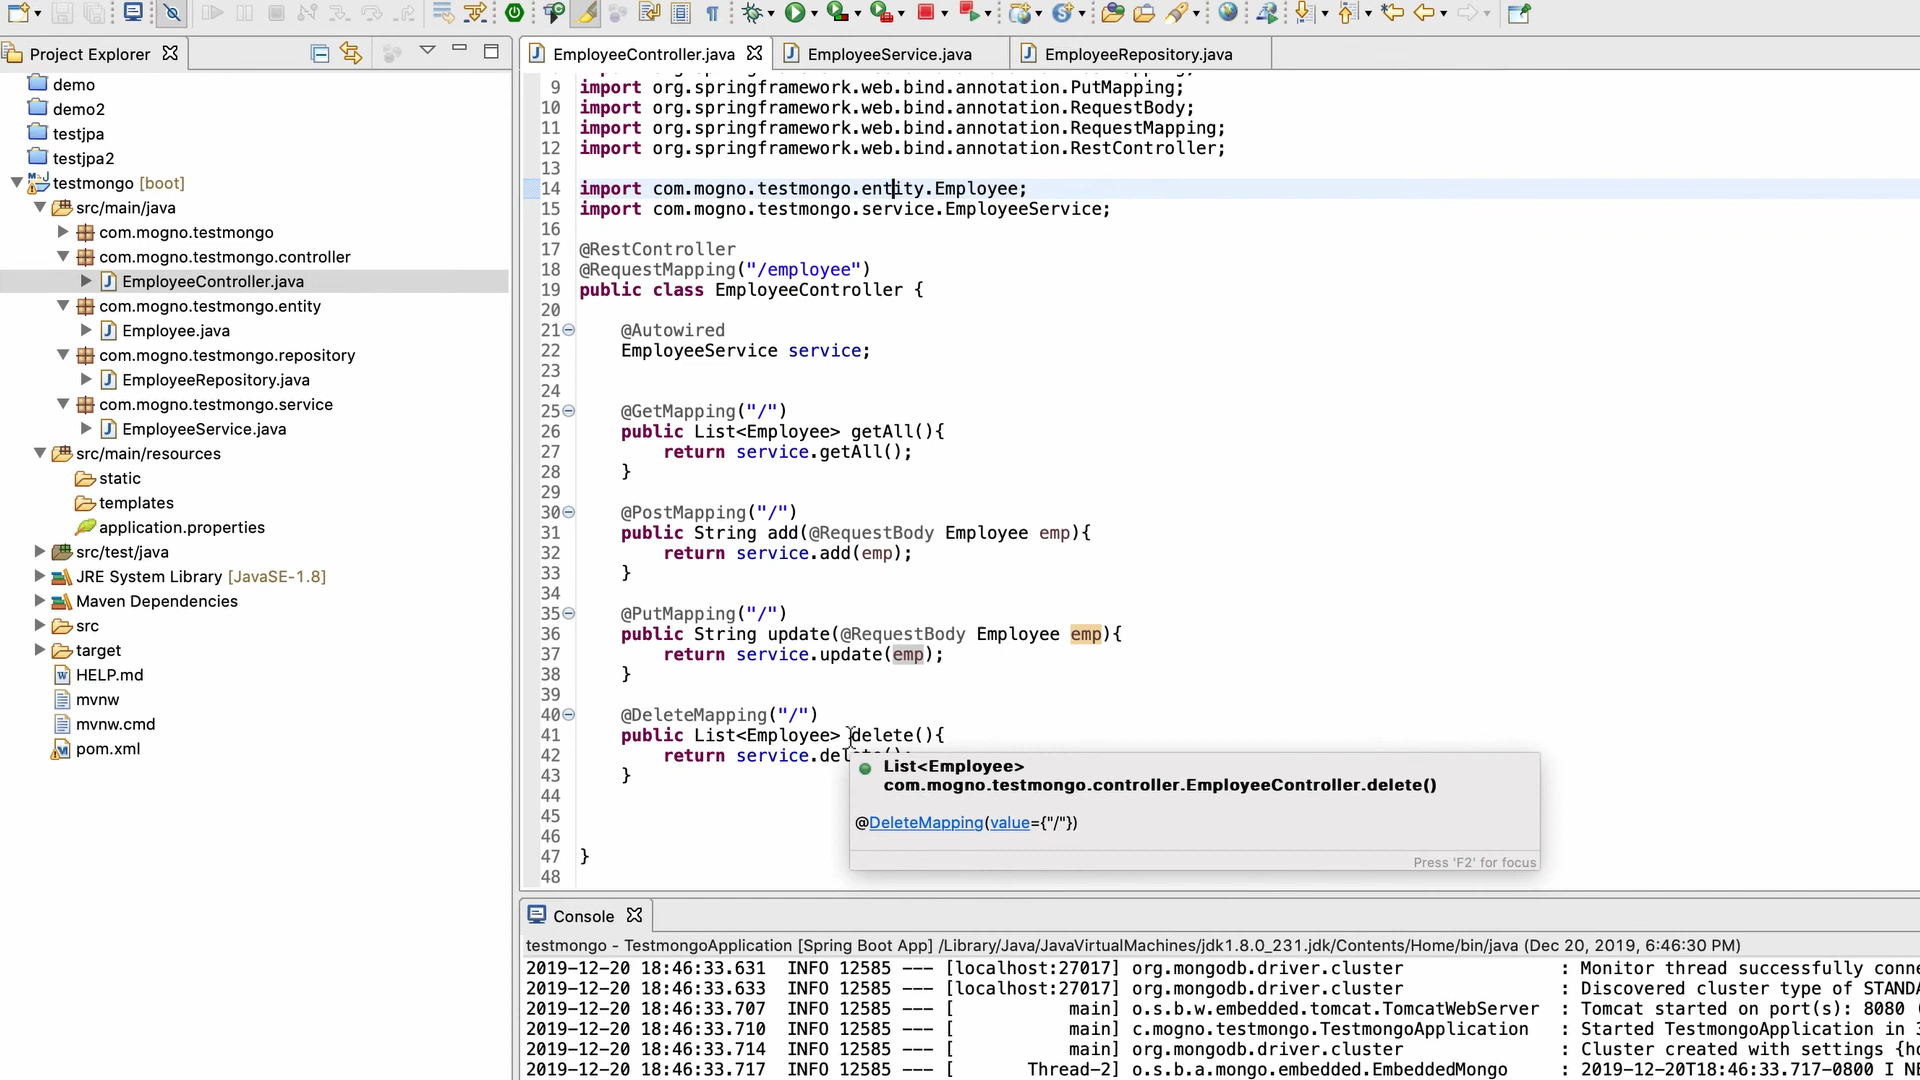 Project Explorer
demo
demo2
testjpa
testjpa2
testmongo [boot]
src/main/java
com.mogno.testmongo
com.mogno.testmongo.controller
EmployeeController.java
com.mogno.testmongo.entity
Employee.java
com.mogno.testmongo.repository
EmployeeRepository.java
com.mogno.testmongo.service
EmployeeService.java
src/main/resources
static
templates
application.properties
src/test/java
JRE System Library [JavaSE-1.8]
Maven Dependencies
src
target
HELP.md
mvnw
mvnw.cmd
pom.xml
EmployeeController.java EmployeeService.java EmployeeRepository.java
9 import org.springframework.web.bind.annotation.PutMapping;
10 import org.springframework.web.bind.annotation.RequestBody;
11 import org.springframework.web.bind.annotation.RequestMapping;
12 import org.springframework.web.bind.annotation.RestController;
13
14 import com.mogno.testmongo.entity.Employee;
15 import com.mogno.testmongo.service.EmployeeService;
16
17 @RestController
18 @RequestMapping("/employee")
19 public class EmployeeController {
20
21 @Autowired
22 EmployeeService service;
23
24
25 @GetMapping("/")
26 public List<Employee> getAll(){
27 return service.getAll();
28 }
29
30 @PostMapping("/")
31 public String add(@RequestBody Employee emp){
32 return service.add(emp);
33 }
34
35 @PutMapping("/")
36 public String update(@RequestBody Employee emp){
37 return service.update(emp);
38 }
39
40 @DeleteMapping("/")
41 public List<Employee> delete(){
42 return service.delete();
43 }
44
45
46
47 }
48
List<Employee>
com.mogno.testmongo.controller.EmployeeController.delete()
@DeleteMapping(value={"/"})
Press 'F2' for focus
Console
testmongo - TestmongoApplication [Spring Boot App] /Library/Java/JavaVirtualMachines/jdk1.8.0_231.jdk/Contents/Home/bin/java (Dec 20, 2019, 6:46:30 PM)
2019-12-20 18:46:33.631 INFO 12585 --- [localhost:27017] org.mongodb.driver.cluster : Monitor thread successfully conne
2019-12-20 18:46:33.633 INFO 12585 --- [localhost:27017] org.mongodb.driver.cluster : Discovered cluster type of STANDA
2019-12-20 18:46:33.707 INFO 12585 --- [ main] o.s.b.w.embedded.tomcat.TomcatWebServer : Tomcat started on port(s): 8080 (
2019-12-20 18:46:33.710 INFO 12585 --- [ main] c.mogno.testmongo.TestmongoApplication : Started TestmongoApplication in 3
2019-12-20 18:46:33.714 INFO 12585 --- [ main] org.mongodb.driver.cluster : Cluster created with settings {ho
2019-12-20 18:46:33.717 INFO 12585 --- [ Thread-2] o.s.b.a.mongo.embedded.EmbeddedMongo : 2019-12-20T18:46:33.717-0800 I NE